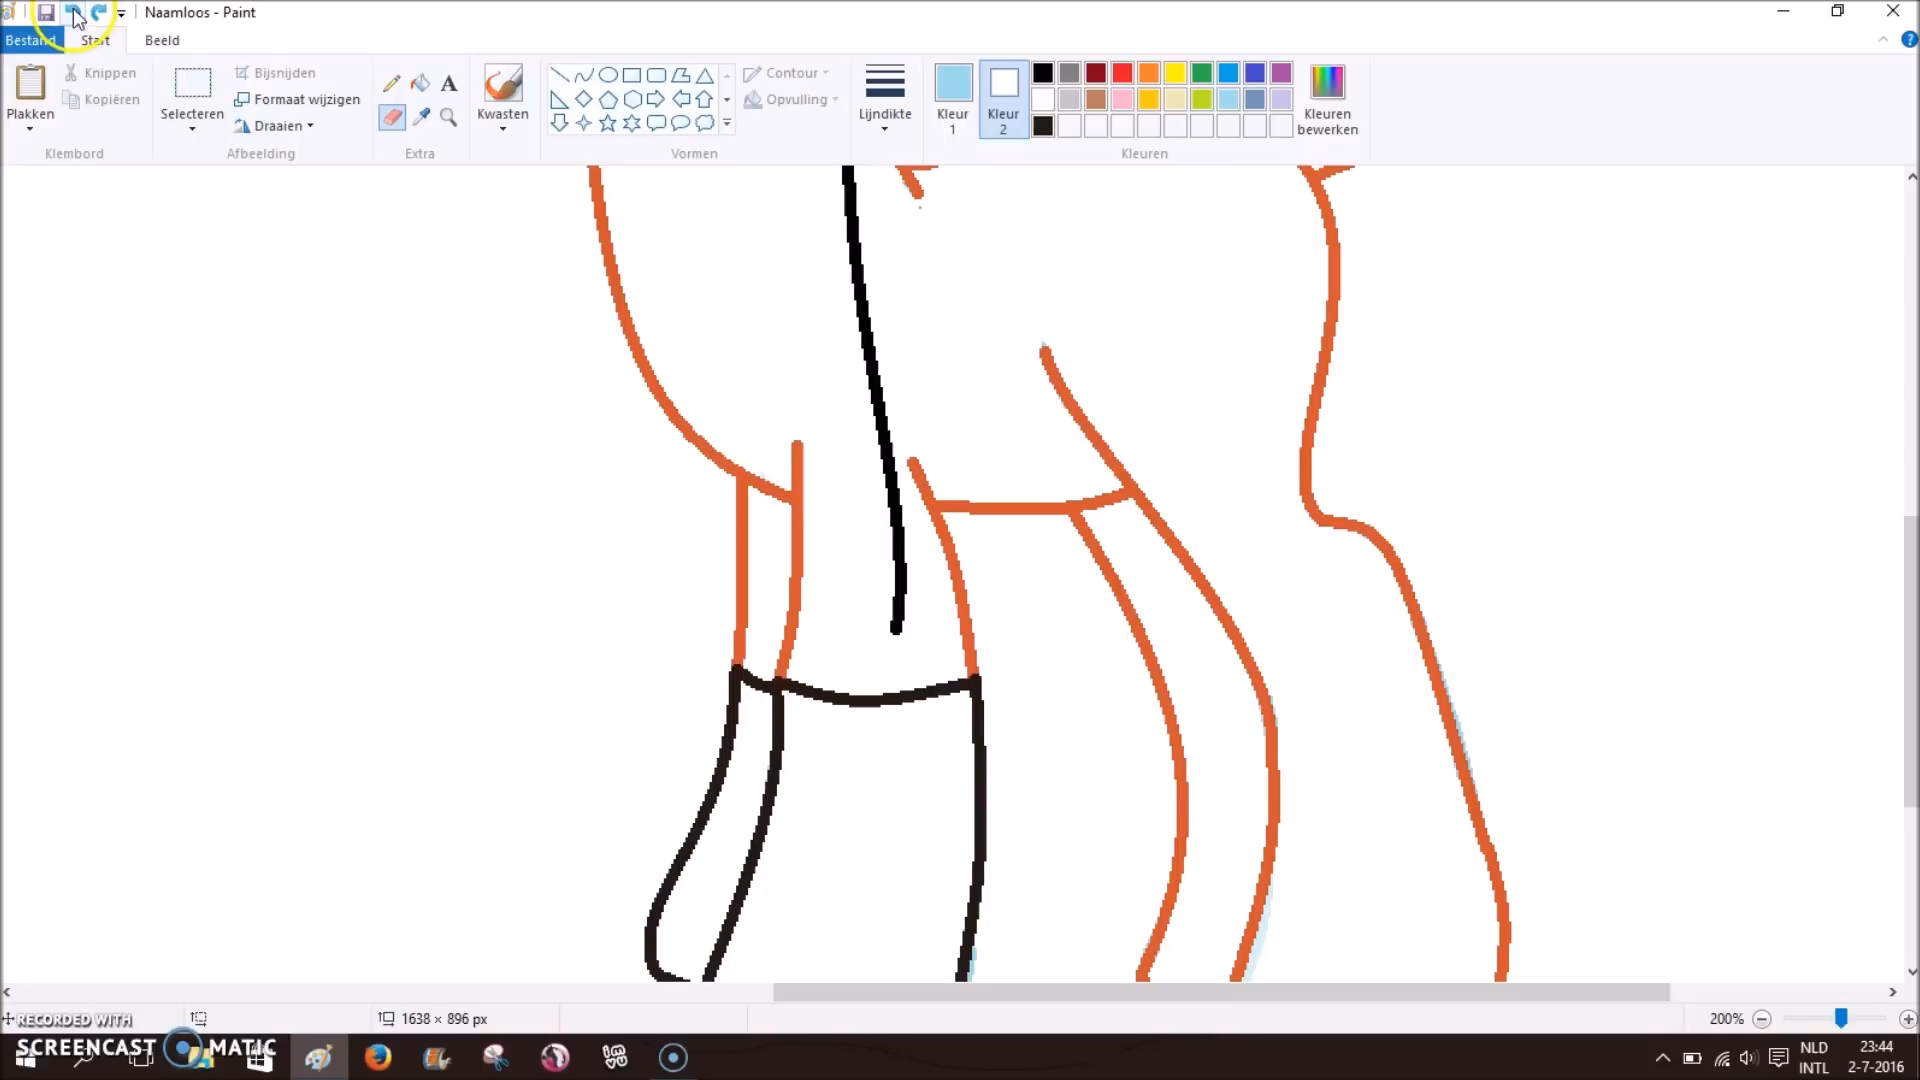 Naamloos - Paint
Bestand Start Beeld
Plakken
Knippen
Kopiëren
Klembord
Selecteren
Bijsnijden
Formaat wijzigen
Draaien
Afbeelding
A
Extra
Kwasten
Contour
Opvulling
Vormen
Lijndikte
Kleur
1
Kleur
2
Kleuren
bewerken
Kleuren
1638 × 896 px
200%
RECORDED WITH
SCREENCAST MATIC
NLD
INTL
23:44
2-7-2016